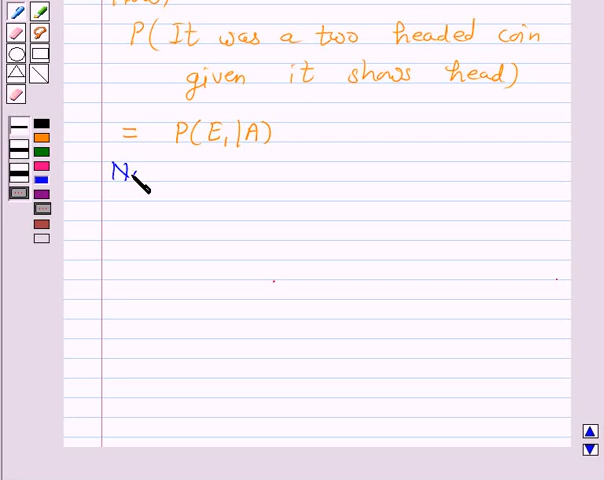 P( It was a two headed coin
given it shows head)
= P(E₁|A)